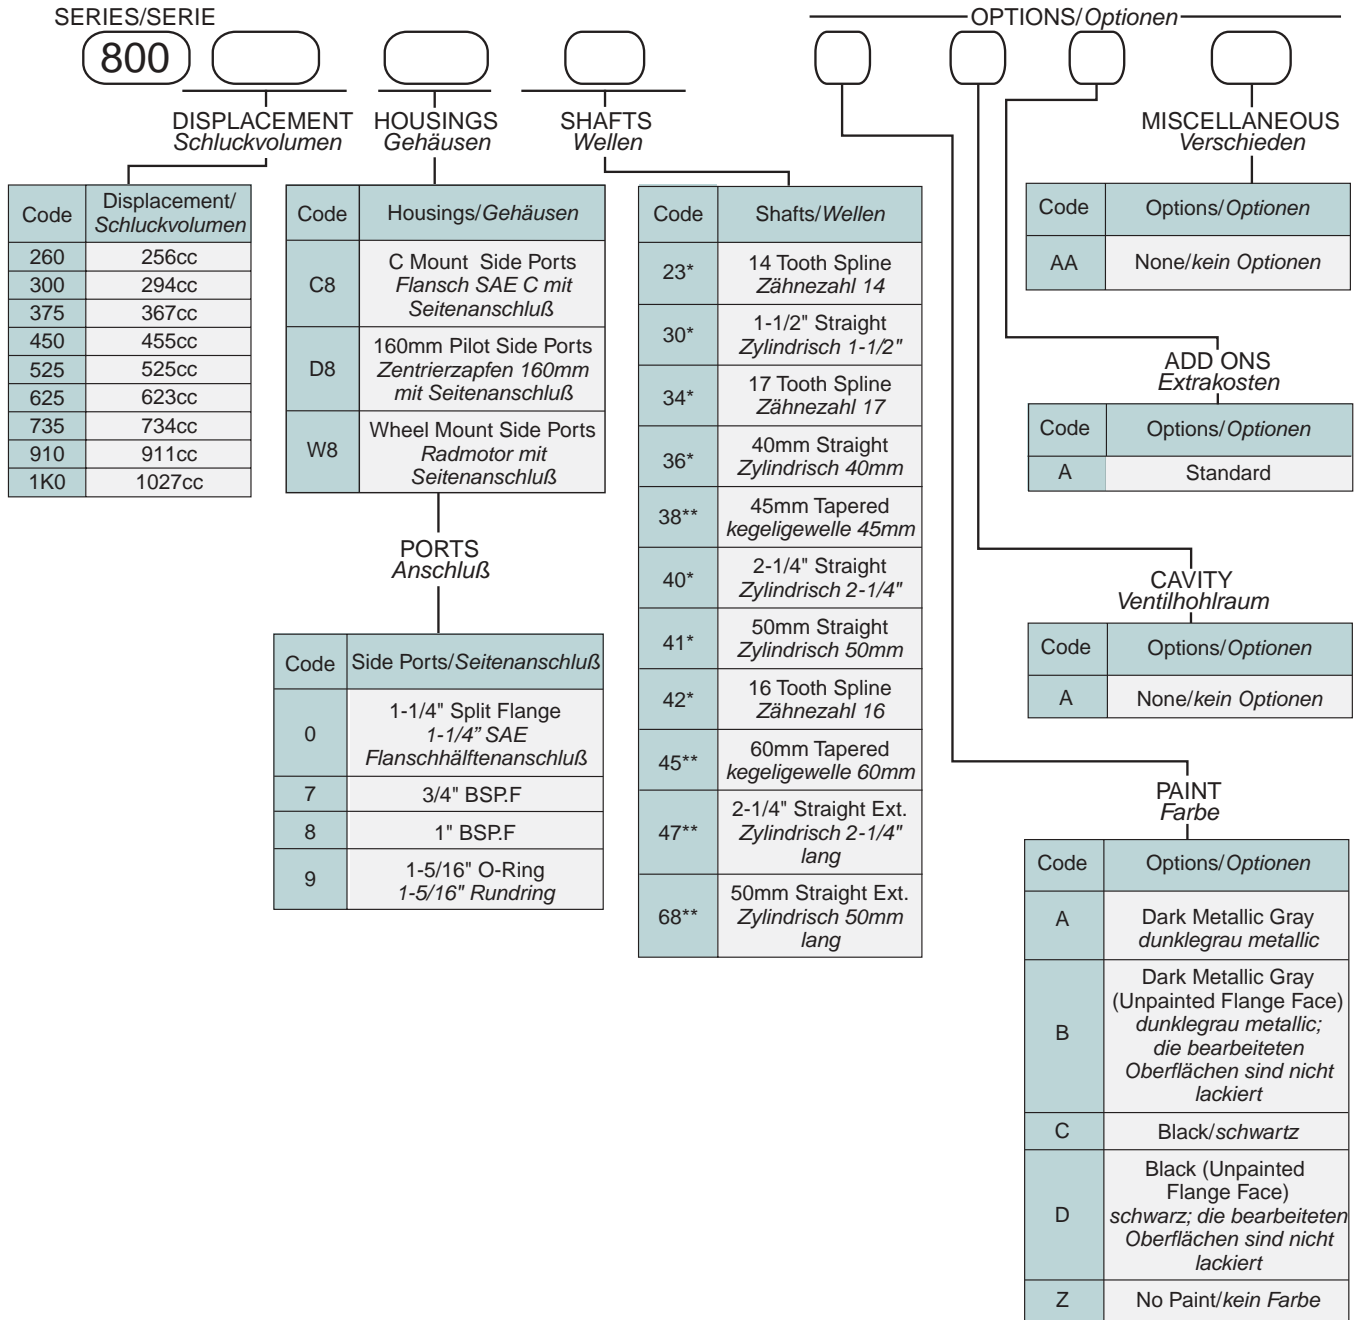 SERIES/SERIE
OPTIONS/Optionen
800
DISPLACEMENT
Schluckvolumen
HOUSINGS
Gehäusen
SHAFTS
Wellen
MISCELLANEOUS
Verschieden
Code Displacement/
Schluckvolumen
260 256cc
300 294cc
375 367cc
450 455cc
525 525cc
625 623cc
735 734cc
910 911cc
1K0 1027cc
Code Housings/Gehäusen
C8 C Mount Side Ports
Flansch SAE C mit
Seitenanschluß
D8 160mm Pilot Side Ports
Zentrierzapfen 160mm
mit Seitenanschluß
W8 Wheel Mount Side Ports
Radmotor mit
Seitenanschluß
PORTS
Anschluß
Code Side Ports/Seitenanschluß
0 1-1/4" Split Flange
1-1/4” SAE
Flanschhälftenanschluß
7 3/4" BSP.F
8 1" BSP.F
9 1-5/16" O-Ring
1-5/16" Rundring
Code Shafts/Wellen
23* 14 Tooth Spline
Zähnezahl 14
30* 1-1/2" Straight
Zylindrisch 1-1/2"
34* 17 Tooth Spline
Zähnezahl 17
36* 40mm Straight
Zylindrisch 40mm
38** 45mm Tapered
kegeligewelle 45mm
40* 2-1/4" Straight
Zylindrisch 2-1/4"
41* 50mm Straight
Zylindrisch 50mm
42* 16 Tooth Spline
Zähnezahl 16
45** 60mm Tapered
kegeligewelle 60mm
47** 2-1/4" Straight Ext.
Zylindrisch 2-1/4"
lang
68** 50mm Straight Ext.
Zylindrisch 50mm
lang
Code Options/Optionen
AA None/kein Optionen
ADD ONS
Extrakosten
Code Options/Optionen
A Standard
CAVITY
Ventilhohlraum
Code Options/Optionen
A None/kein Optionen
PAINT
Farbe
Code Options/Optionen
A Dark Metallic Gray
dunklegrau metallic
B Dark Metallic Gray
(Unpainted Flange Face)
dunklegrau metallic;
die bearbeiteten
Oberflächen sind nicht
lackiert
C Black/schwartz
D Black (Unpainted
Flange Face)
schwarz; die bearbeiteten
Oberflächen sind nicht
lackiert
Z No Paint/kein Farbe